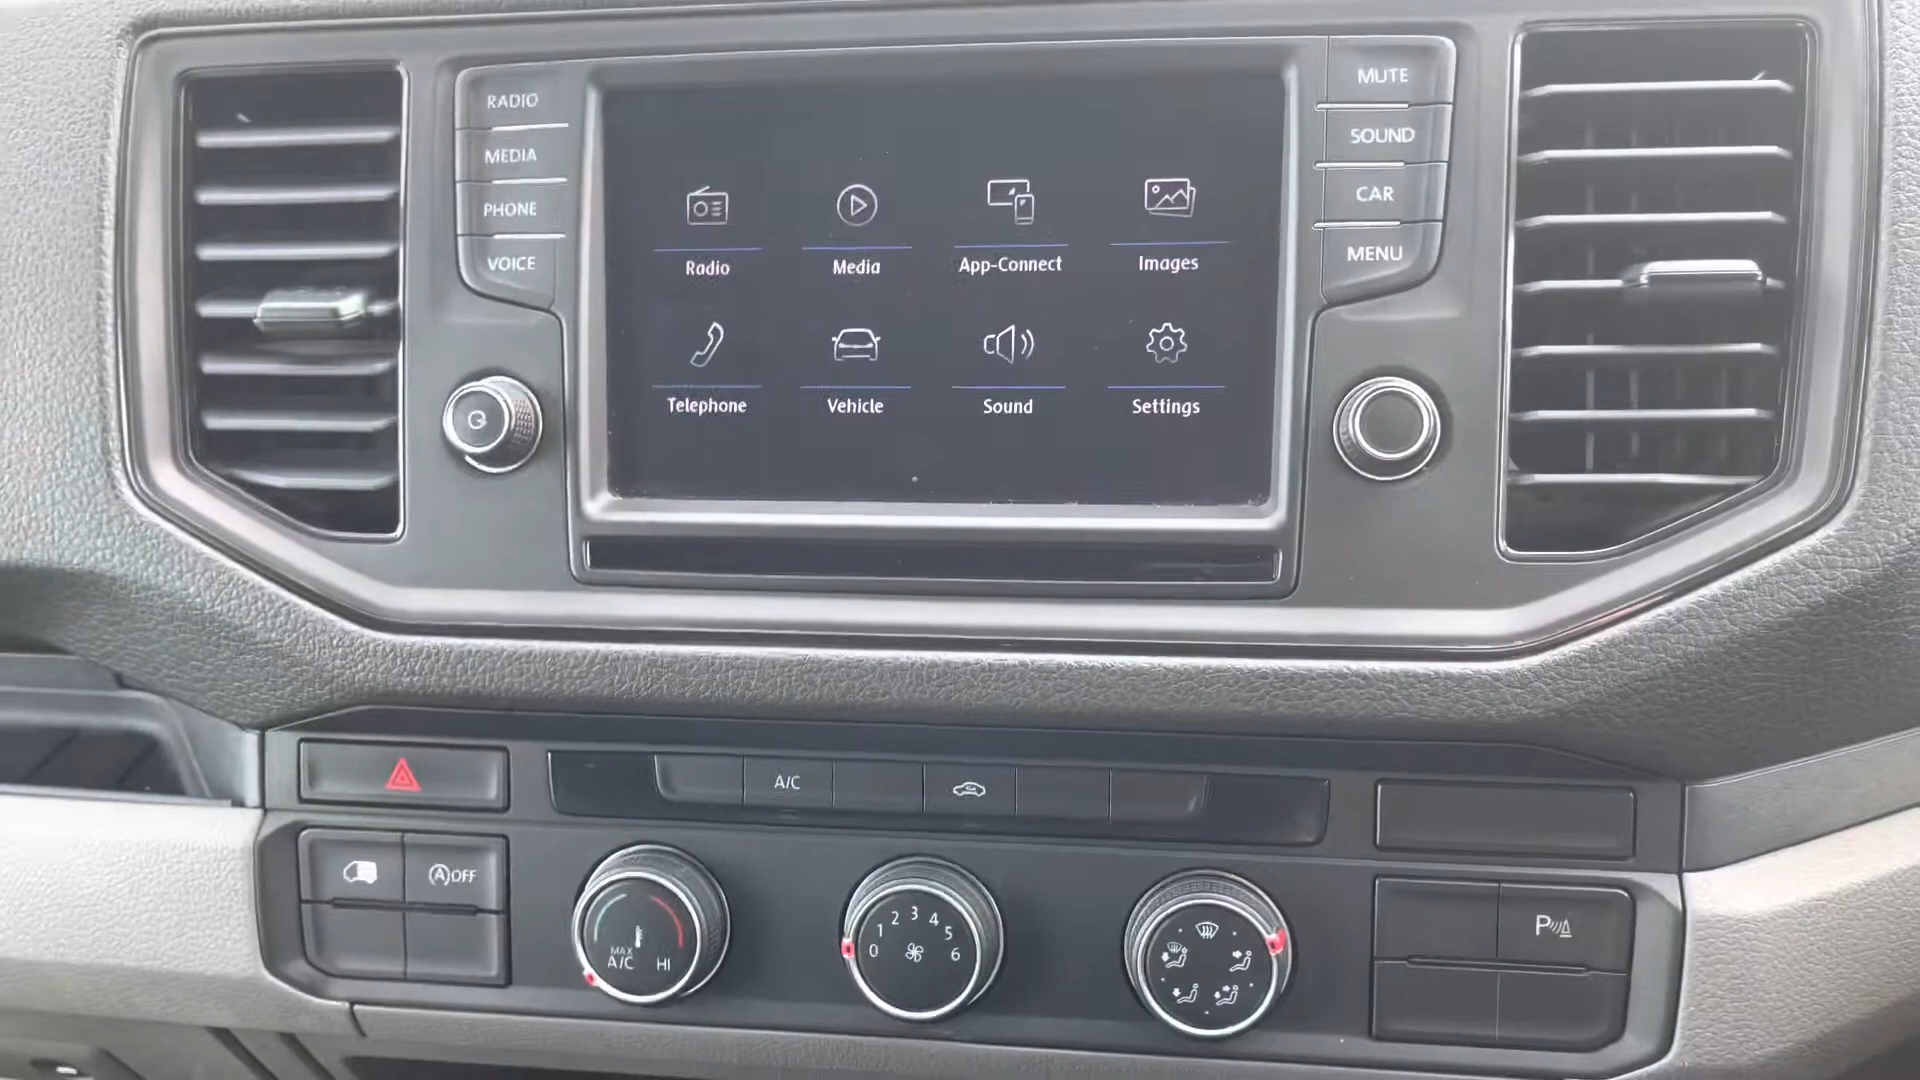 RADIO
MEDIA
PHONE
VOICE
Radio
Media
App-Connect
Images
Telephone
Vehicle
Sound
Settings
MUTE
SOUND
CAR
MENU
A/C
A OFF
MAX
A/C
HI
0 1 2 3 4 5 6
P